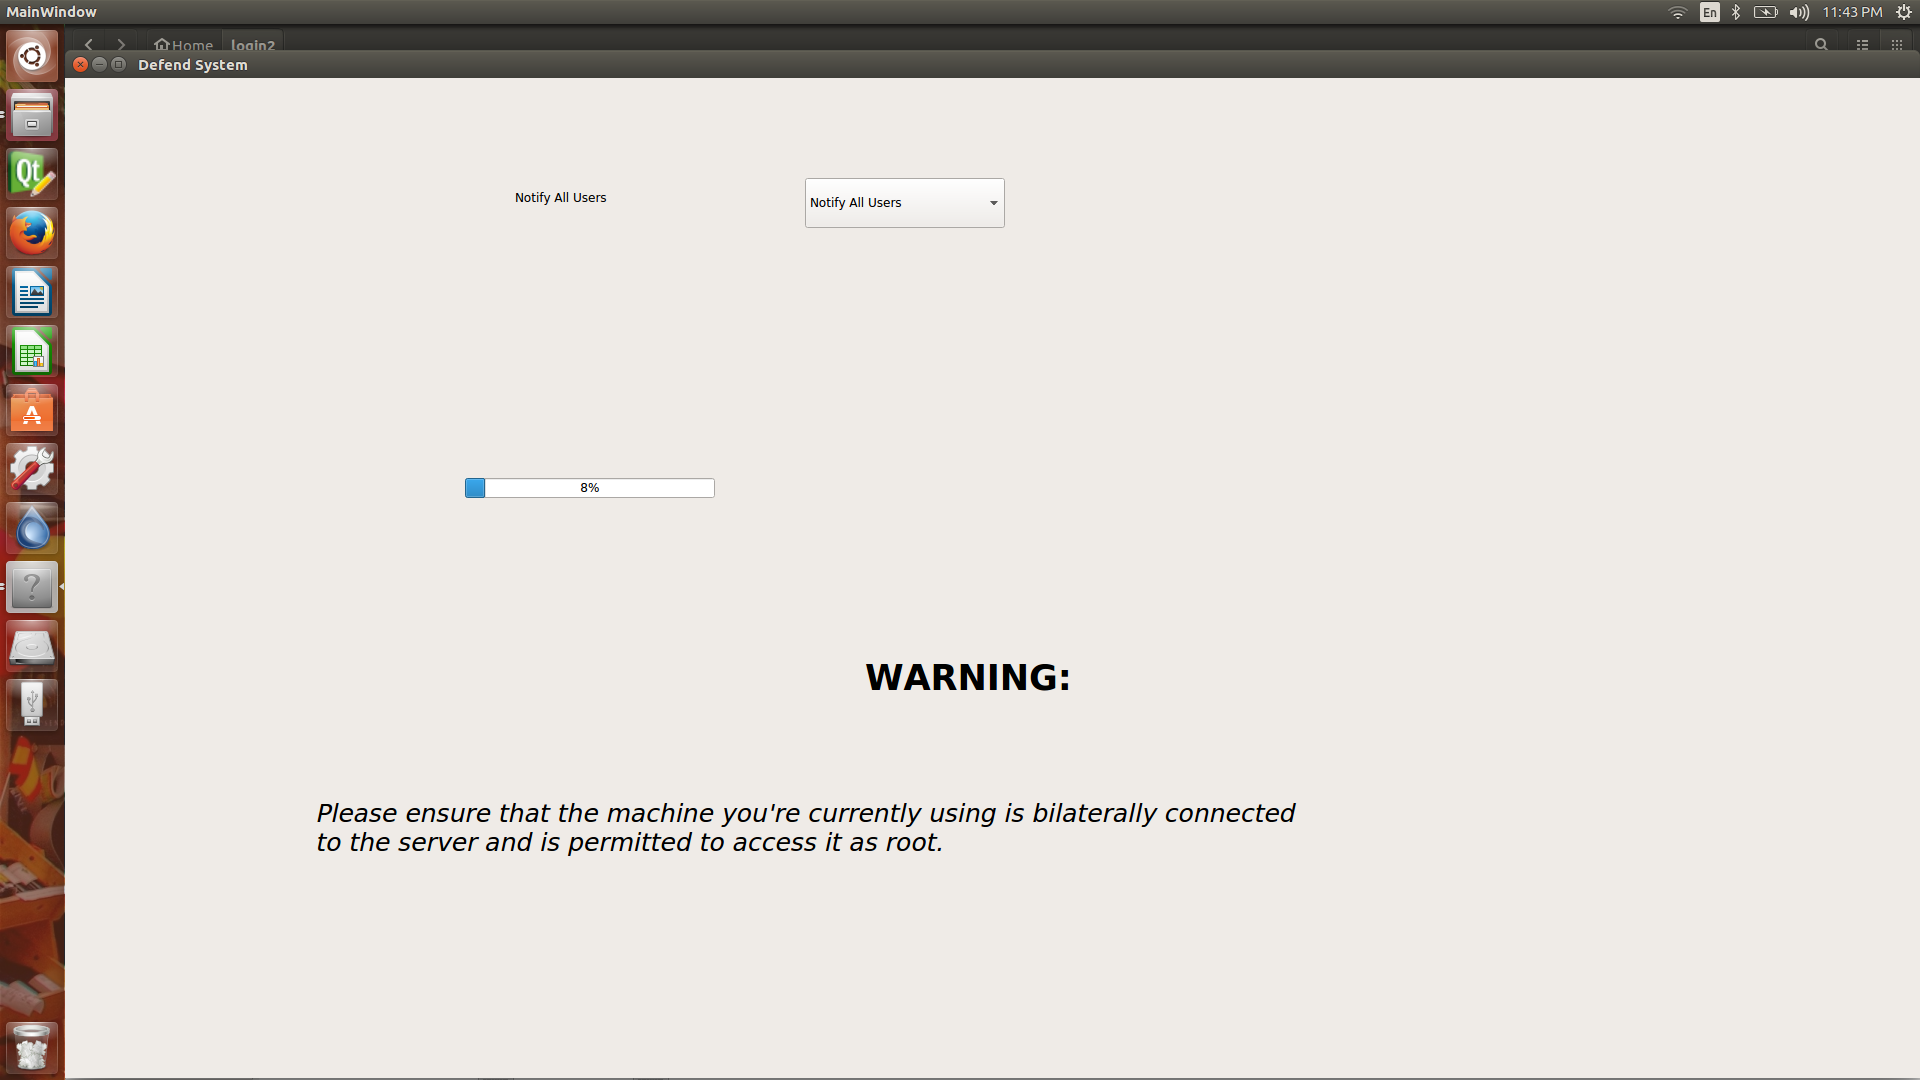 MainWindow
En
11:43 PM
Home
login2
Defend System
Notify All Users
Notify All Users
Qt
8%
WARNING:
Please ensure that the machine you're currently using is bilaterally connected
to the server and is permitted to access it as root.